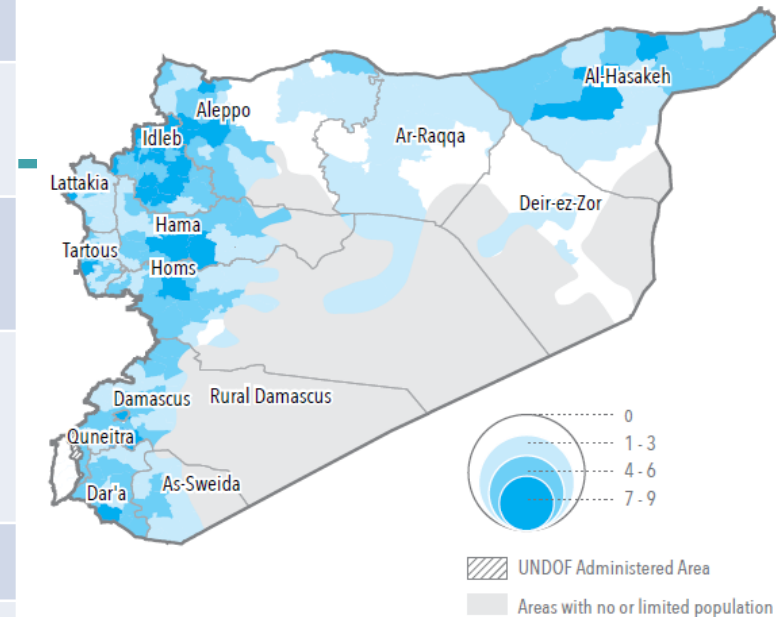 Al-Hasakeh
Aleppo
Ar-Raqqa
Idleb
Lattakia
Deir-ez-Zor
Hama
Tartous
Homs
Damascus
Rural Damascus
Quneitra
As-Sweida
Dar'a
0
1 - 3
4 - 6
7 - 9
UNDOF Administered Area
Areas with no or limited population